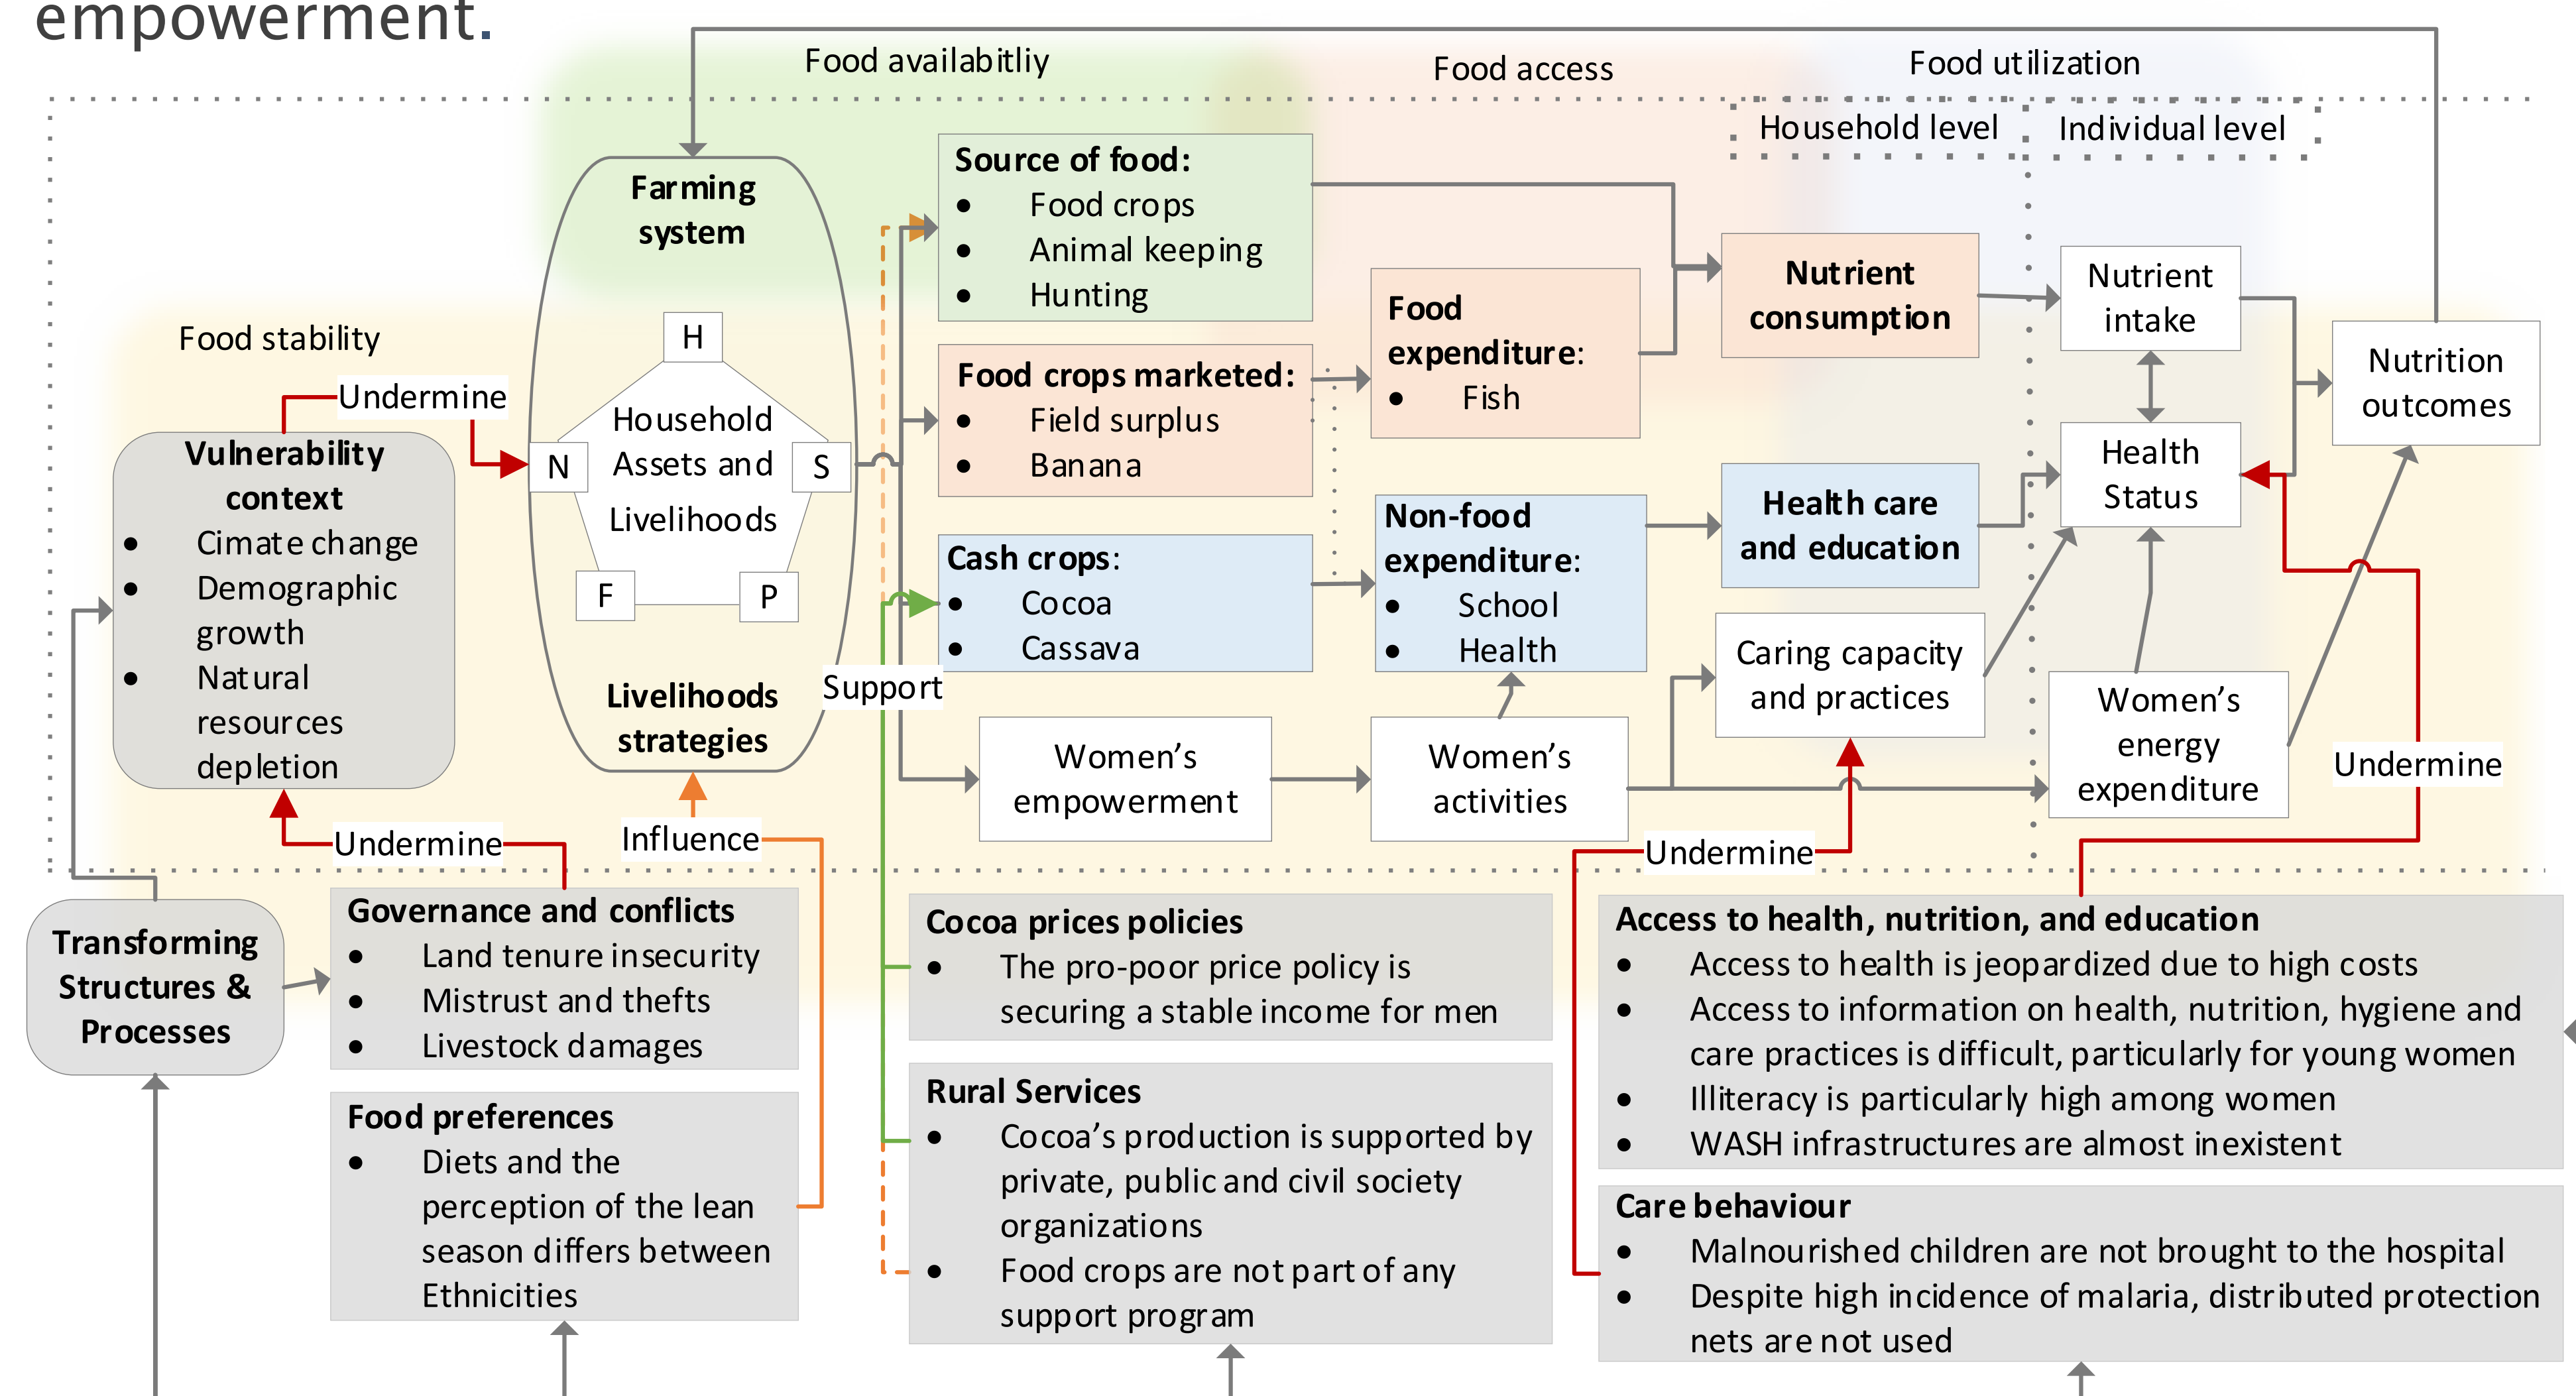 empowerment.
Food availabitliy
Food access
Food utilization
Household level
Individual level
Food stability
Undermine
Vulnerability
context
• Cimate change
• Demographic
growth
• Natural
resources
depletion
Farming
system
H
Household
Assets and
Livelihoods
N
S
F
P
Livelihoods
strategies
Source of food:
• Food crops
• Animal keeping
• Hunting
Food crops marketed:
• Field surplus
• Banana
Cash crops:
• Cocoa
• Cassava
Support
Women's
empowerment
Food
expenditure:
• Fish
Non-food
expenditure:
• School
• Health
Women's
activities
Nutrient
consumption
Health care
and education
Caring capacity
and practices
Nutrient
intake
Health
Status
Women's
energy
expenditure
Nutrition
outcomes
Undermine
Undermine
Influence
Undermine
Transforming
Structures &
Processes
Governance and conflicts
• Land tenure insecurity
• Mistrust and thefts
• Livestock damages
Food preferences
• Diets and the
perception of the lean
season differs between
Ethnicities
Cocoa prices policies
• The pro-poor price policy is
securing a stable income for men
Rural Services
• Cocoa's production is supported by
private, public and civil society
organizations
• Food crops are not part of any
support program
Access to health, nutrition, and education
• Access to health is jeopardized due to high costs
• Access to information on health, nutrition, hygiene and
care practices is difficult, particularly for young women
• Illiteracy is particularly high among women
• WASH infrastructures are almost inexistent
Care behaviour
• Malnourished children are not brought to the hospital
• Despite high incidence of malaria, distributed protection
nets are not used